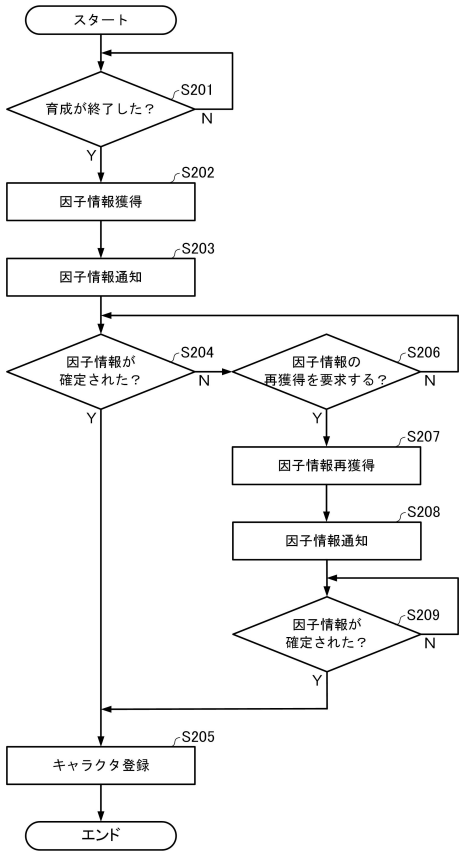 スタート
S201
育成が終了した？
N
Y
S202
因子情報獲得
S203
因子情報通知
S204
因子情報が
確定された？
N
Y
S206
因子情報の
再獲得を要求する？
N
Y
S207
因子情報再獲得
S208
因子情報通知
S209
因子情報が
確定された？
N
Y
S205
キャラクタ登録
エンド